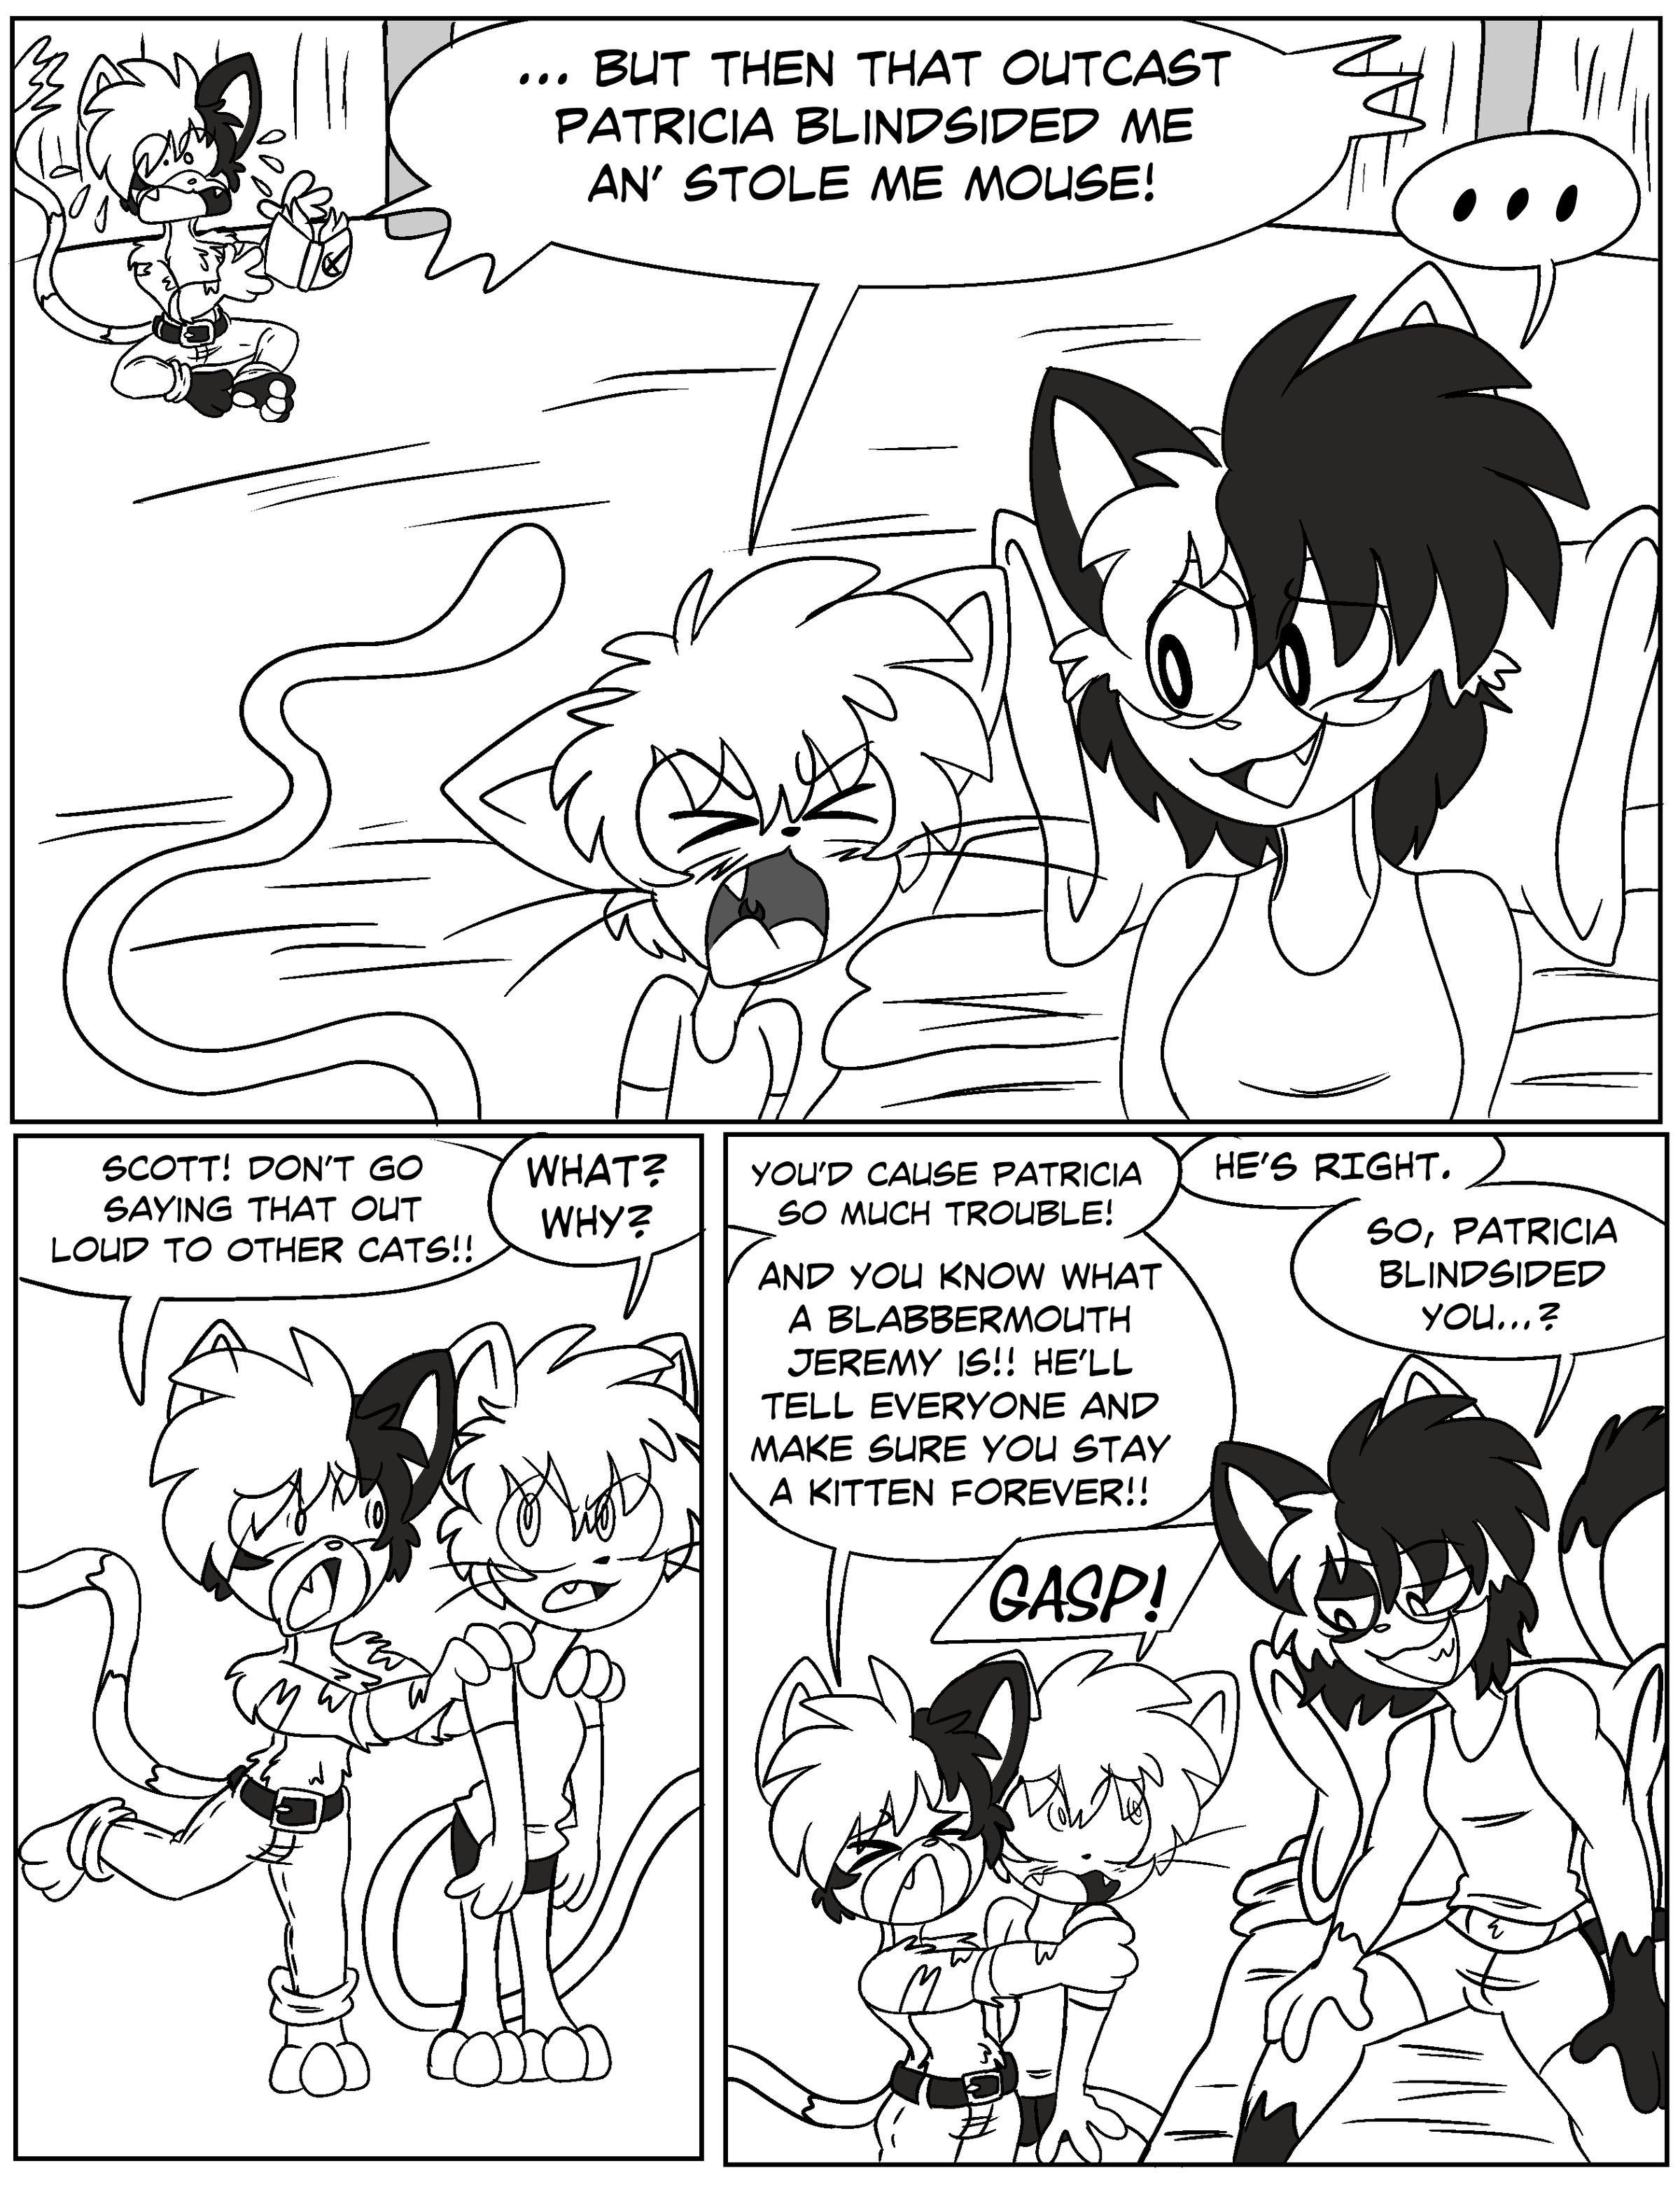 ... BUT THEN THAT OUTCAST
PATRICIA BLINDSIDED ME
AN' STOLE ME MOUSE!
...
SCOTT! DON'T GO
SAYING THAT OUT
LOUD TO OTHER CATS!!
WHAT?
WHY?
YOU'D CAUSE PATRICIA
SO MUCH TROUBLE!
AND YOU KNOW WHAT
A BLABBERMOUTH
JEREMY IS!! HE'LL
TELL EVERYONE AND
MAKE SURE YOU STAY
A KITTEN FOREVER!!
GASP!
HE'S RIGHT.
SO, PATRICIA
BLINDSIDED
YOU...?